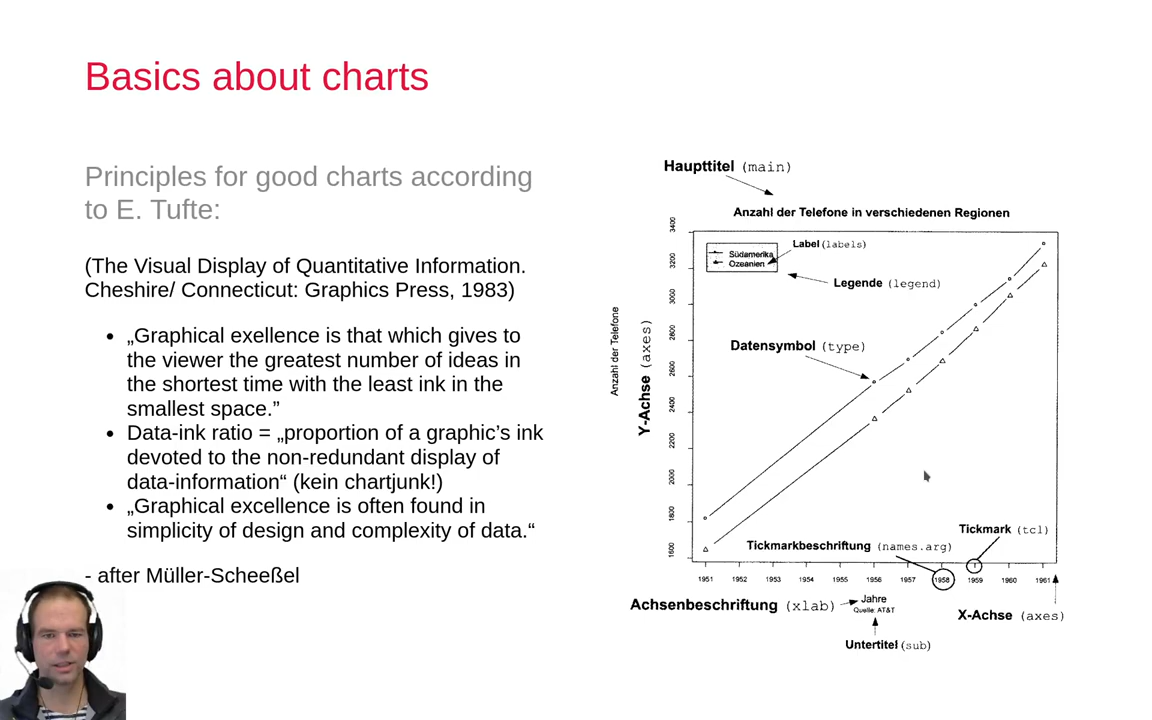 Basics about charts
Principles for good charts according
to E. Tufte:
(The Visual Display of Quantitative Information.
Cheshire/ Connecticut: Graphics Press, 1983)
• „Graphical exellence is that which gives to
the viewer the greatest number of ideas in
the shortest time with the least ink in the
smallest space.”
• Data-ink ratio = „proportion of a graphic’s ink
devoted to the non-redundant display of
data-information“ (kein chartjunk!)
• „Graphical excellence is often found in
simplicity of design and complexity of data.“
- after Müller-Scheeßel
Haupttitel (main)
Anzahl der Telefone in verschiedenen Regionen
Label (labels)
Südamerika
Ozeanien
Legende (legend)
Datensymbol (type)
Anzahl der Telefone
Y-Achse (axes)
3400
3200
3000
2800
2600
2400
2200
2000
1800
1600
Tickmark (tcl)
Tickmarkbeschriftung (names.arg)
1951 1952 1953 1954 1955 1956 1957 1958 1959 1960 1961
Achsenbeschriftung (xlab)
Jahre
Quelle: AT&T
X-Achse (axes)
Untertitel (sub)